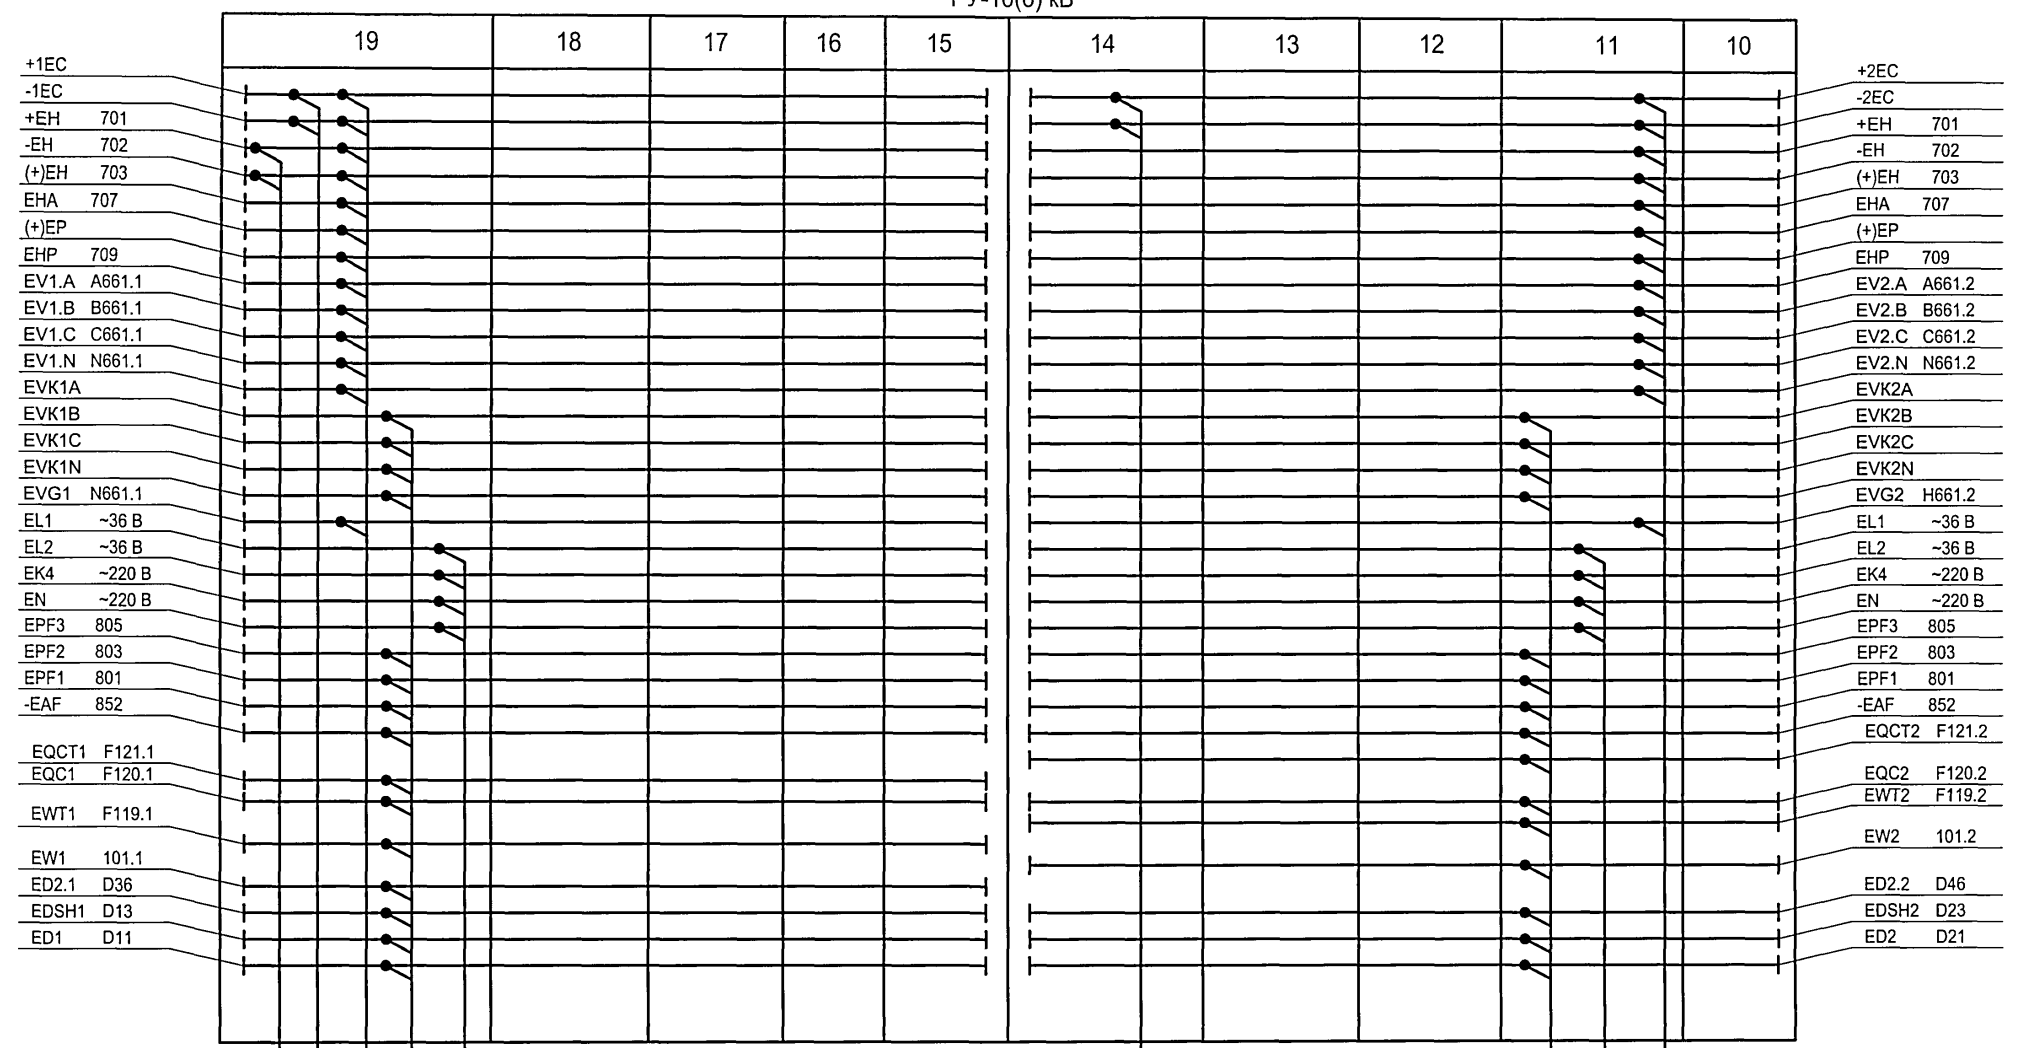 РУ-10(6) кВ
19 18 17 16 15 14 13 12 11 10
+1EC
-1EC
+EH 701
-EH 702
(+)EH 703
EHA 707
(+)EP
EHP 709
EV1.A A661.1
EV1.B B661.1
EV1.C C661.1
EV1.N N661.1
EVK1A
EVK1B
EVK1C
EVK1N
EVG1 N661.1
EL1 ~36 В
EL2 ~36 В
EK4 ~220 В
EN ~220 В
EPF3 805
EPF2 803
EPF1 801
-EAF 852
EQCT1 F121.1
EQC1 F120.1
EWT1 F119.1
EW1 101.1
ED2.1 D36
EDSH1 D13
ED1 D11
+2EC
-2EC
+EH 701
-EH 702
(+)EH 703
EHA 707
(+)EP
EHP 709
EV2.A A661.2
EV2.B B661.2
EV2.C C661.2
EV2.N N661.2
EVK2A
EVK2B
EVK2C
EVK2N
EVG2 H661.2
EL1 ~36 В
EL2 ~36 В
EK4 ~220 В
EN ~220 В
EPF3 805
EPF2 803
EPF1 801
-EAF 852
EQCT2 F121.2
EQC2 F120.2
EWT2 F119.2
EW2 101.2
ED2.2 D46
EDSH2 D23
ED2 D21